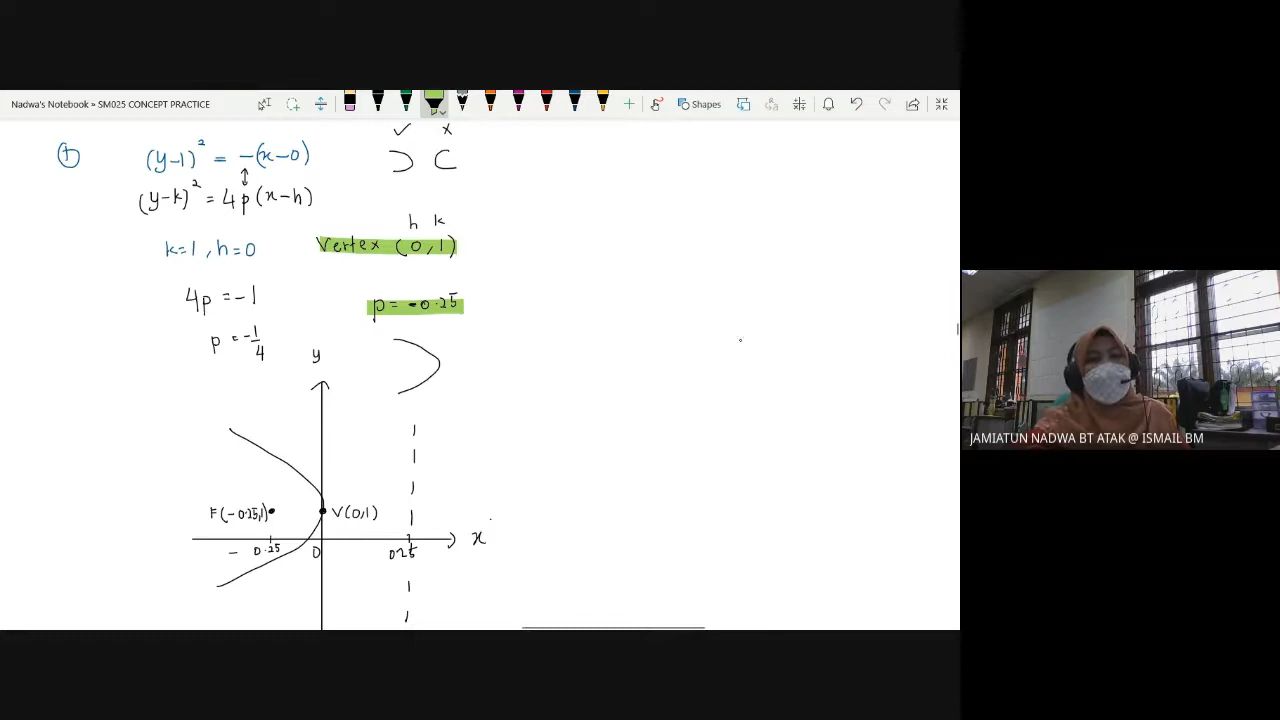 Nadwa's Notebook » SM025 CONCEPT PRACTICE
Shapes
✓ x
(y-1)² = -(x-0)
(y-k)² = 4p(x-h)
h k
k=1, h=0
Vertex (0,1)
4p = -1
p = -0.25
p = -1/4
y
F(-0.25,1)
V(0,1)
x
- 0.25
0
0.25
JAMIATUN NADWA BT ATAK @ ISMAIL BM